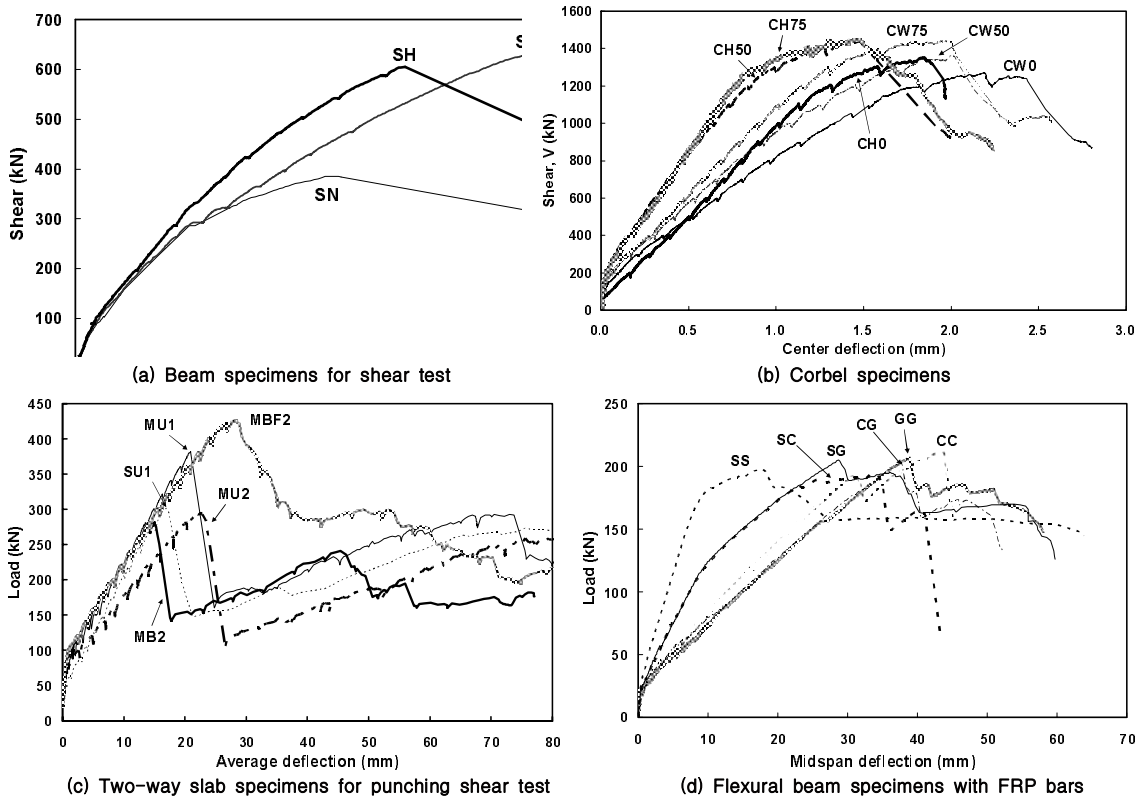 700
600
500
400
300
200
100
Shear (kN)
SH
S
SN
(a) Beam specimens for shear test
1600
1400
1200
1000
800
600
400
200
0
Shear, V (kN)
CH75
CH50
CW75
CW50
CW0
CH0
0.0 0.5 1.0 1.5 2.0 2.5 3.0
Center deflection (mm)
(b) Corbel specimens
450
400
350
300
250
200
150
100
50
0
Load (kN)
MU1
MBF2
SU1
MU2
MB2
0 10 20 30 40 50 60 70 80
Average deflection (mm)
(c) Two-way slab specimens for punching shear test
250
200
150
100
50
0
Load (kN)
SS
SC
SG
CG
GG
CC
0 10 20 30 40 50 60 70
Midspan deflection (mm)
(d) Flexural beam specimens with FRP bars